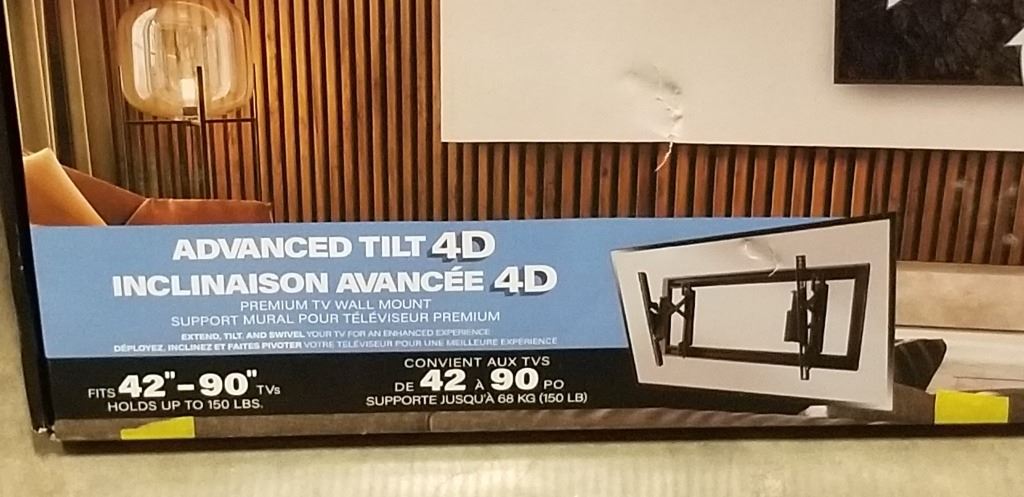 ADVANCED TILT 4D
INCLINAISON AVANCÉE 4D
PREMIUM TV WALL MOUNT
SUPPORT MURAL POUR TÉLÉVISEUR PREMIUM
EXTEND, TILT AND SWIVEL YOUR TV FOR AN ENHANCED EXPERIENCE
DÉPLOYEZ, INCLINEZ ET FAITES PIVOTER VOTRE TÉLÉVISEUR POUR UNE MEILLEURE EXPÉRIENCE
FITS 42"-90" TVs
HOLDS UP TO 150 LBS.
CONVIENT AUX TVS
DE 42 À 90 PO
SUPPORTE JUSQU'À 68 KG (150 LB)